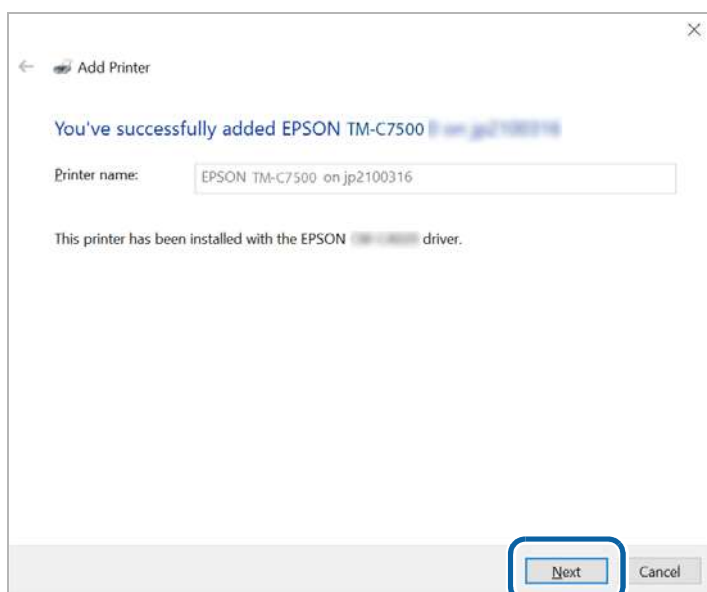 Add Printer
You've successfully added EPSON TM-C7500
Printer name:
EPSON TM-C7500 on jp2100316
This printer has been installed with the EPSON driver.
Next
Cancel